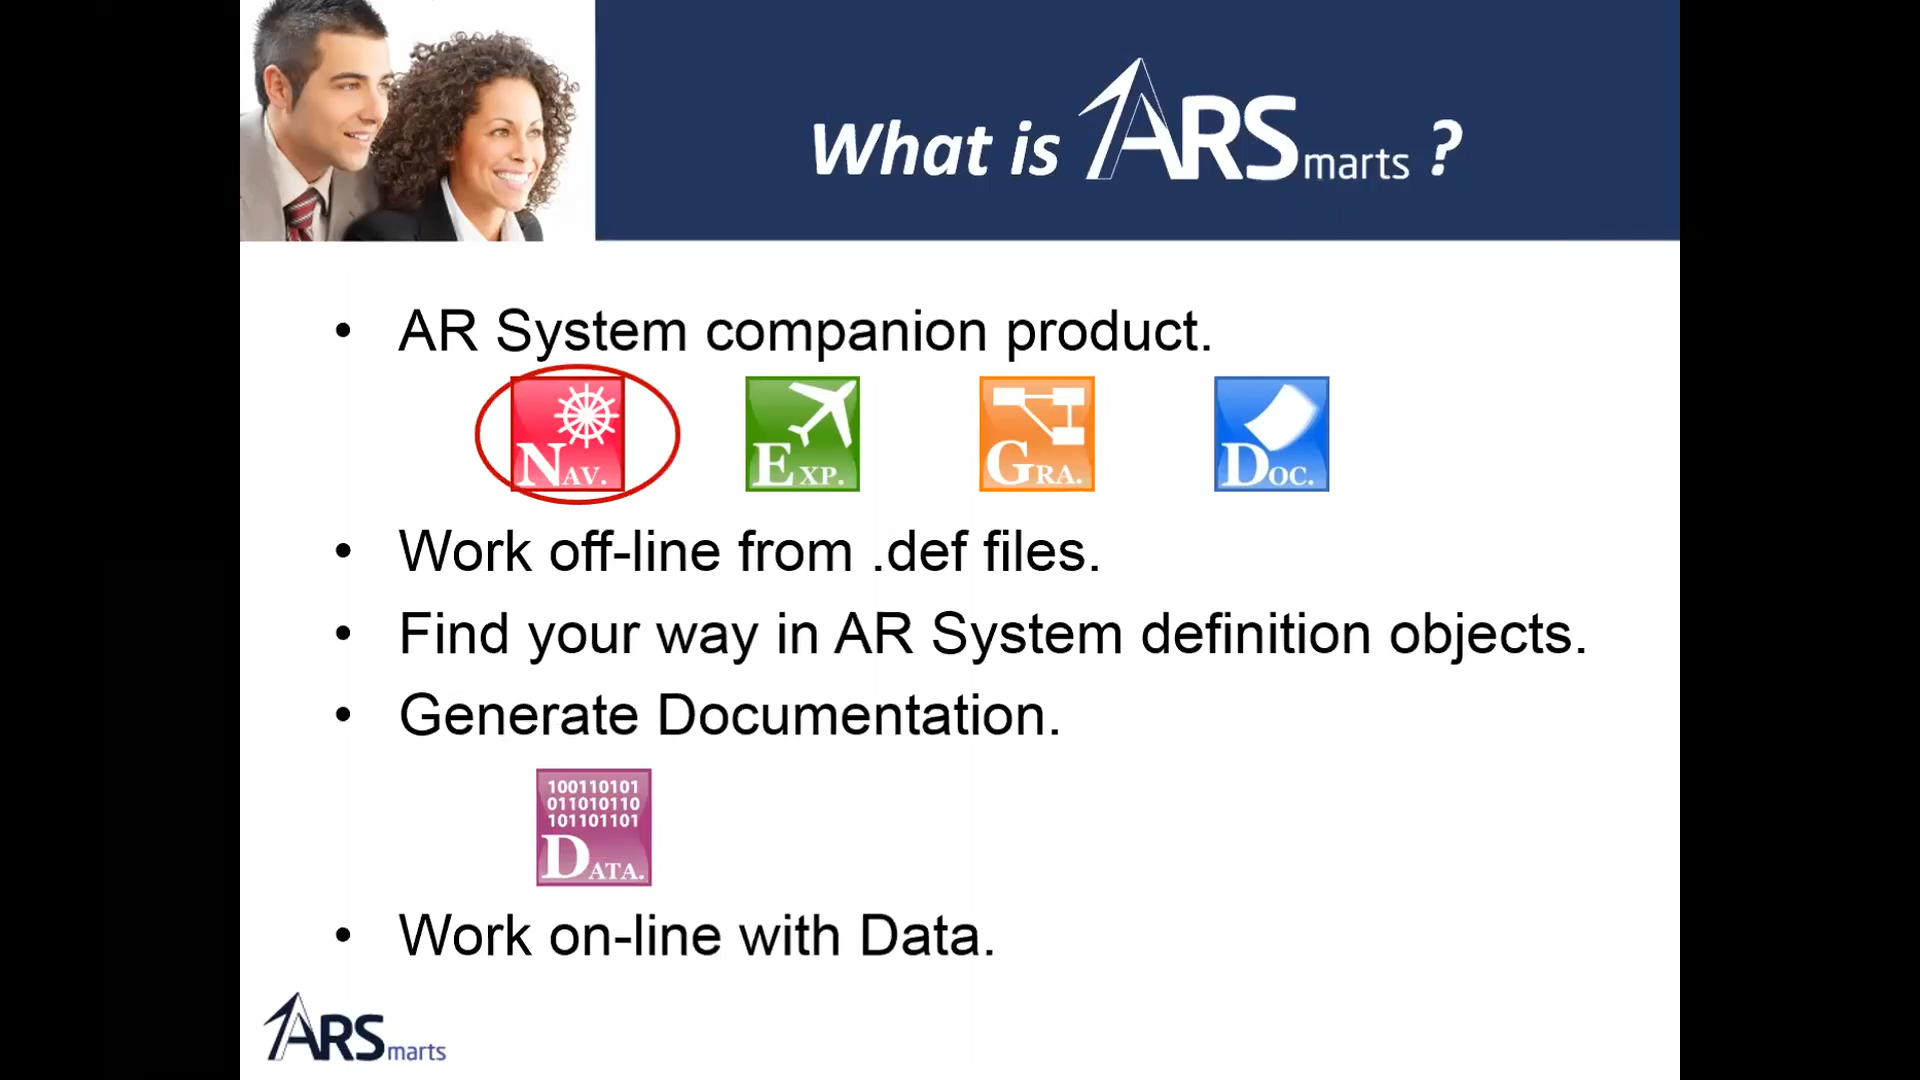 What is ARSmarts ?
• AR System companion product.
NAV. EXP. GRA. DOC.
• Work off-line from .def files.
• Find your way in AR System definition objects.
• Generate Documentation.
100110101
011010110
101101101
DATA.
• Work on-line with Data.
ARSmarts